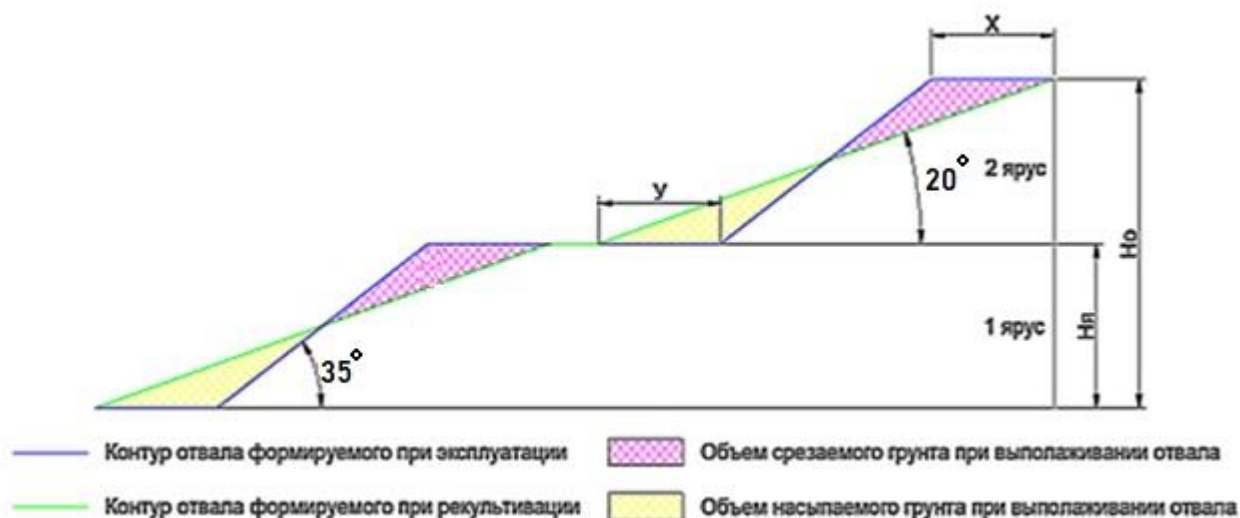 X
2 ярус
20°
У
Но
1 ярус
Ня
35°
Контур отвала формируемого при эксплуатации
Объем срезаемого грунта при выполаживании отвала
Контур отвала формируемого при рекультивации
Объем насыпаемого грунта при выполаживании отвала